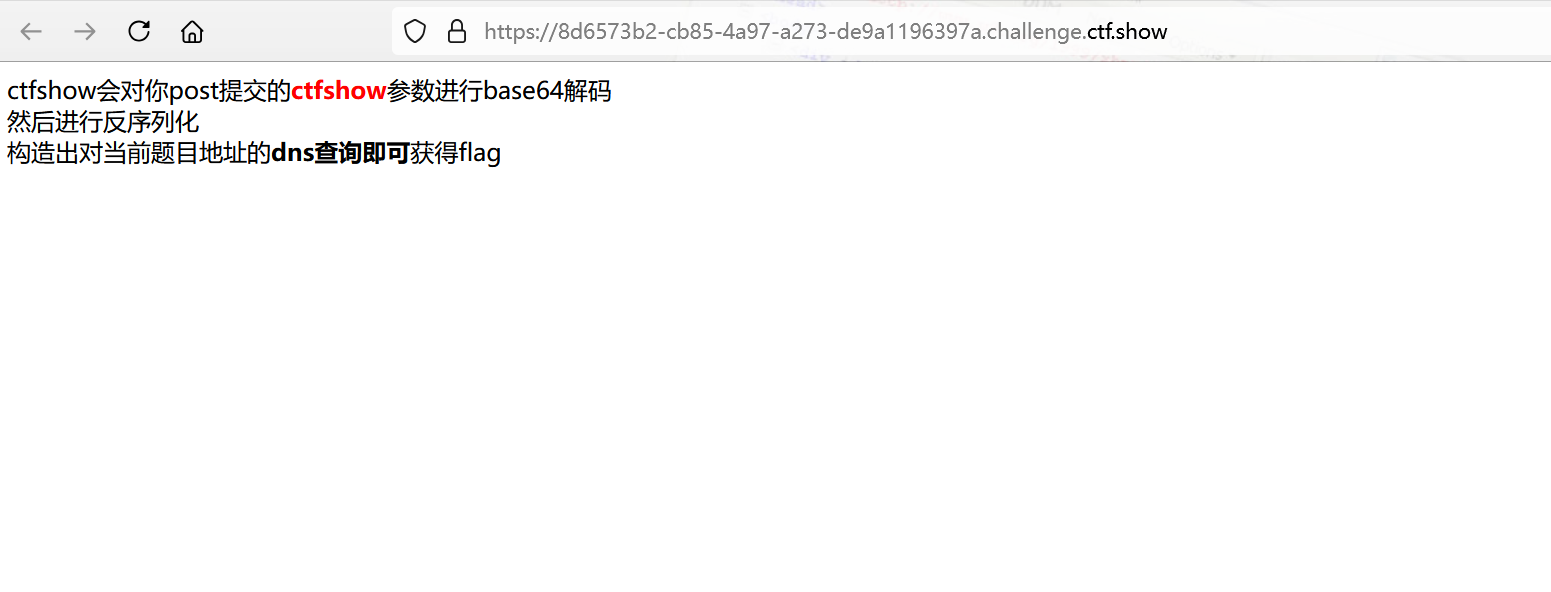 https://8d6573b2-cb85-4a97-a273-de9a1196397a.challenge.ctf.show
ctfshow会对你post提交的ctfshow参数进行base64解码
然后进行反序列化
构造出对当前题目地址的dns查询即可获得flag